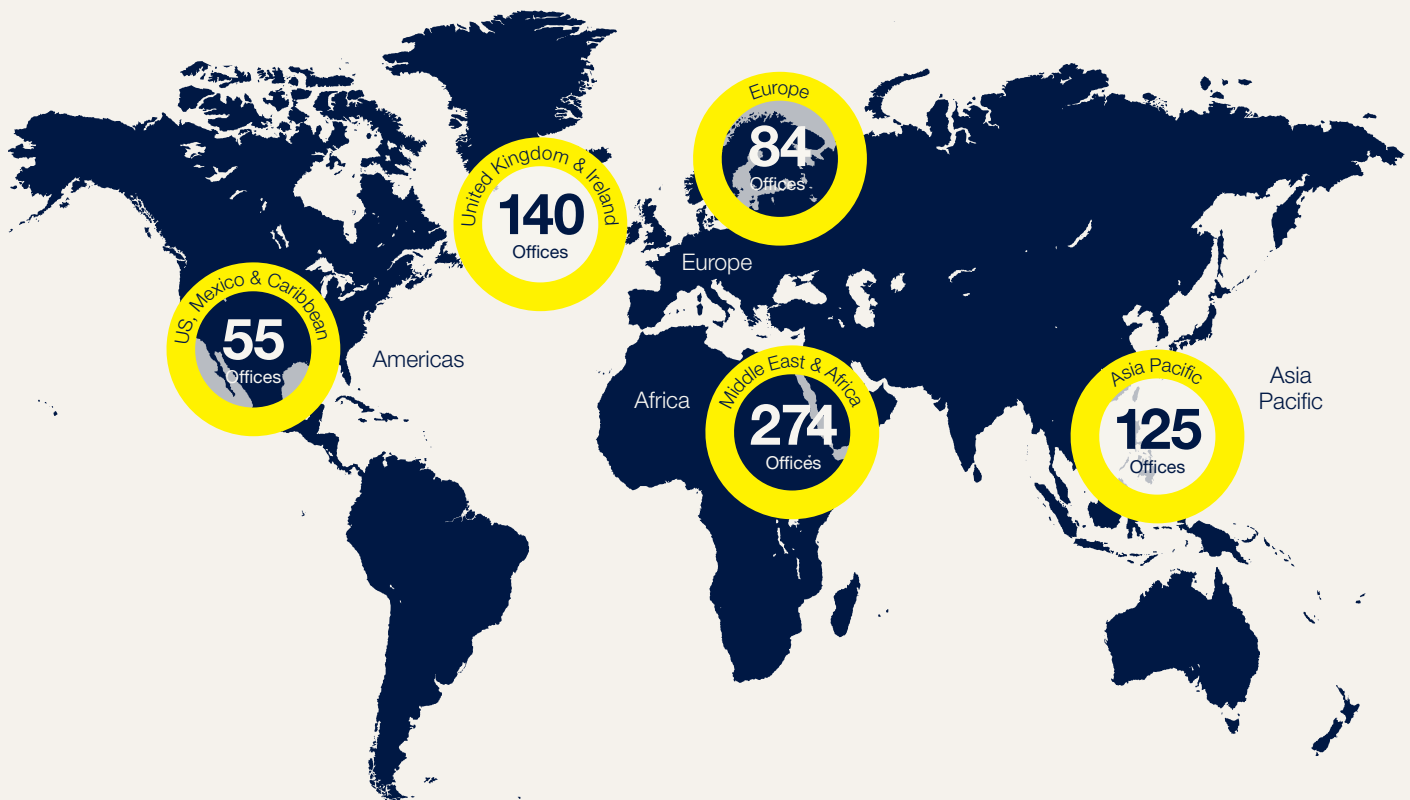 Europe
84
Offices
United Kingdom & Ireland
140
Offices
Europe
US, Mexico & Caribbean
55
Offices
Americas
Africa
Middle East & Africa
274
Offices
Asia Pacific
125
Offices
Asia
Pacific